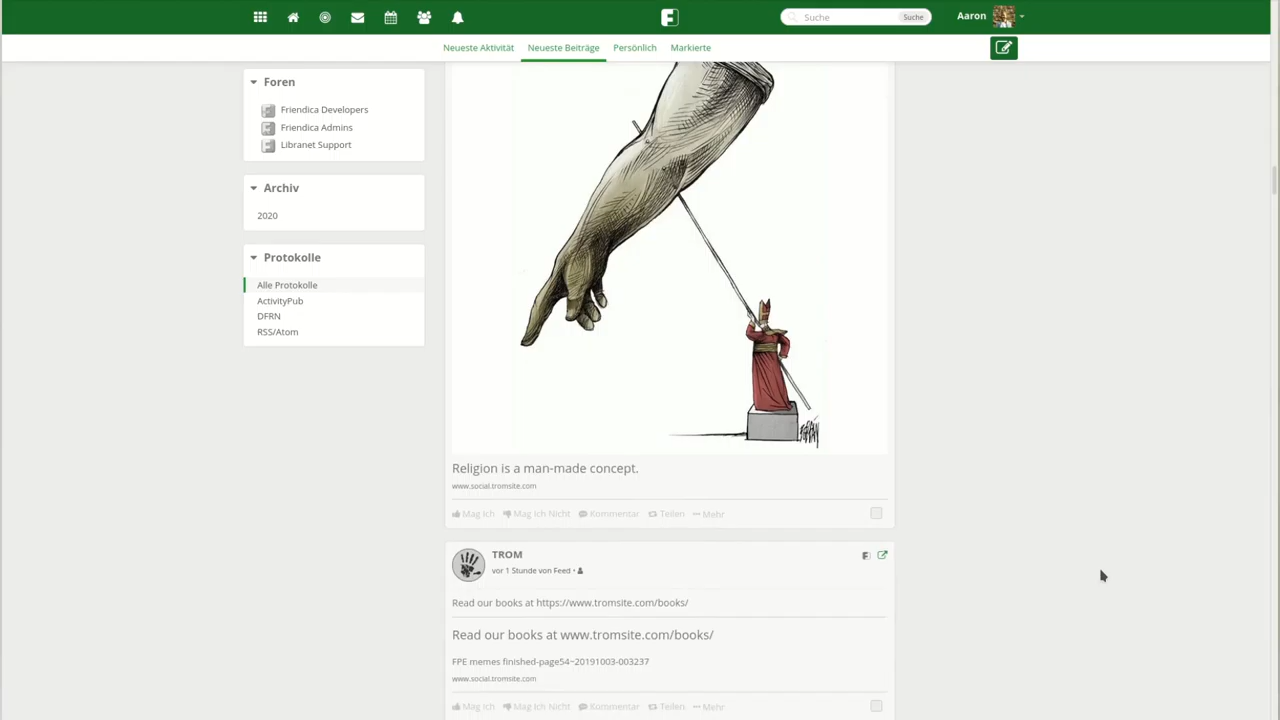 Suche
Suche
Aaron
Neueste Aktivität
Neueste Beiträge
Persönlich
Markierte
Foren
Friendica Developers
Friendica Admins
Libranet Support
Archiv
2020
Protokolle
Alle Protokolle
ActivityPub
DFRN
RSS/Atom
Religion is a man-made concept.
www.social.tromsite.com
Mag Ich Mag Ich Nicht Kommentar Teilen Mehr
TROM
vor 1 Stunde von Feed •
Read our books at https://www.tromsite.com/books/
Read our books at www.tromsite.com/books/
FPE memes finished-page54~20191003-003237
www.social.tromsite.com
Mag Ich Mag Ich Nicht Kommentar Teilen Mehr